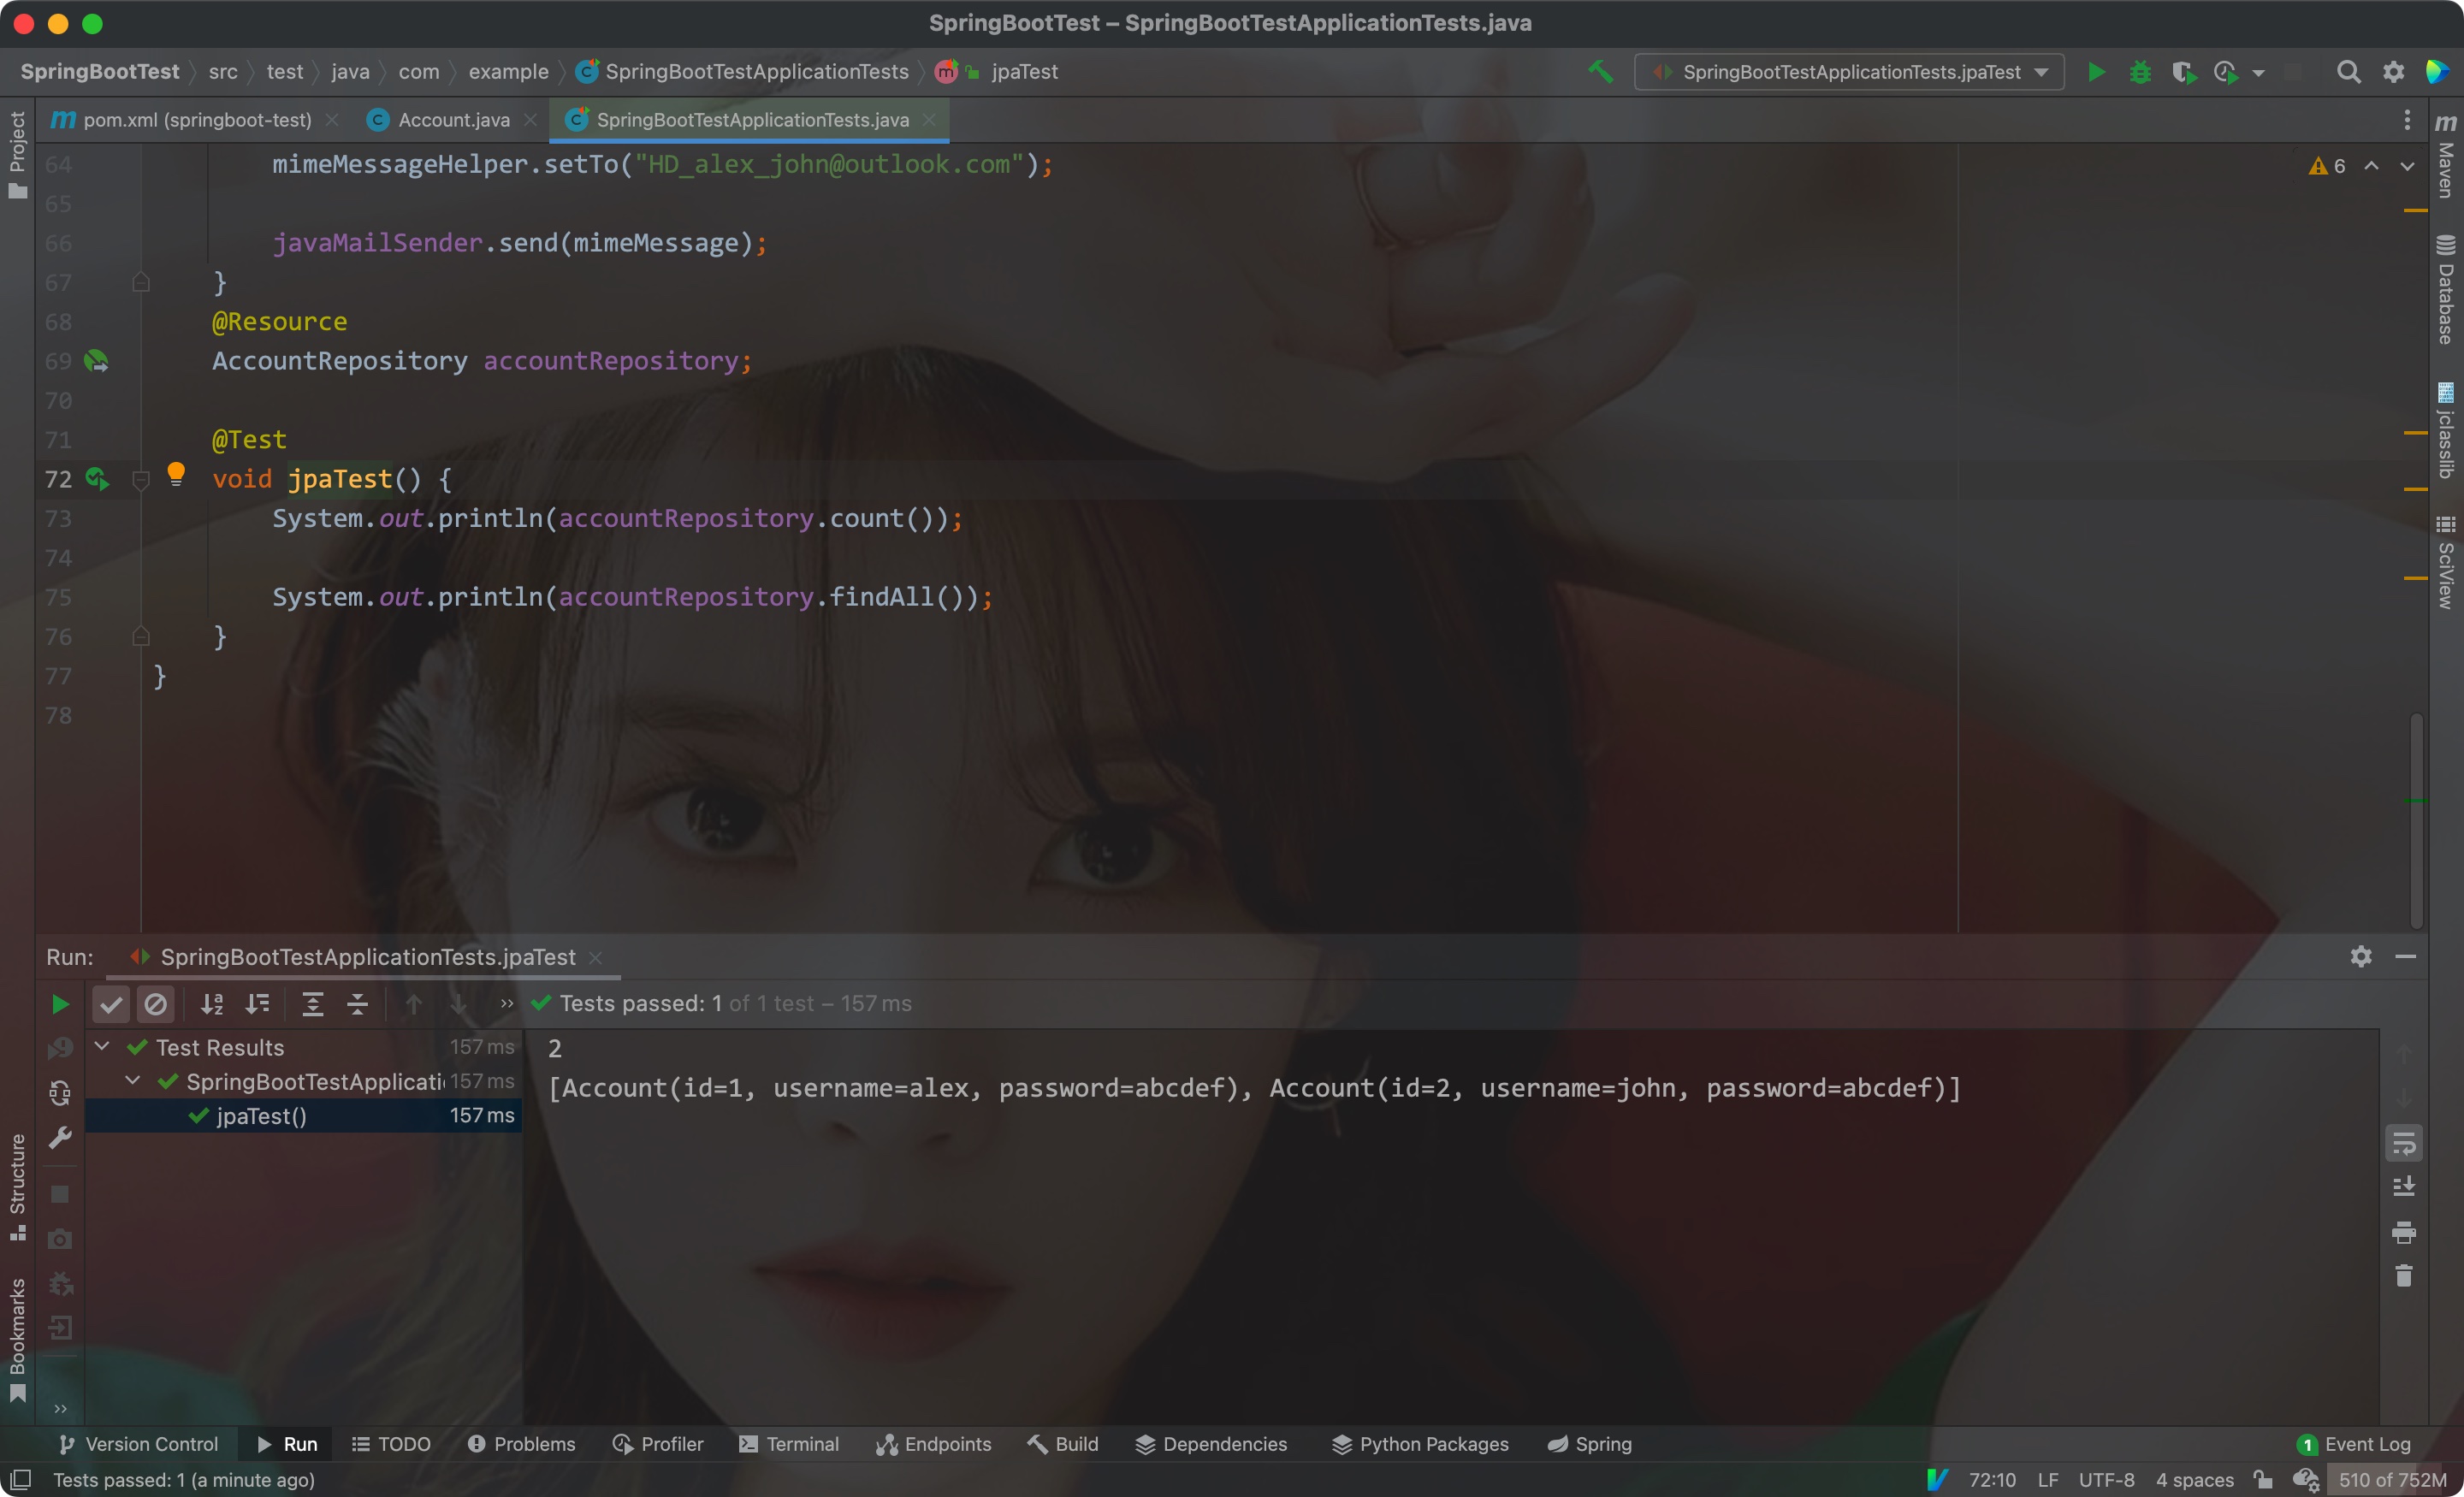 SpringBootTest – SpringBootTestApplicationTests.java
SpringBootTest src test java com example SpringBootTestApplicationTests jpaTest
SpringBootTestApplicationTests.jpaTest
pom.xml (springboot-test) Account.java SpringBootTestApplicationTests.java
Project
Structure
Bookmarks
6
64 mimeMessageHelper.setTo("HD_alex_john@outlook.com");
65
66 javaMailSender.send(mimeMessage);
67 }
68 @Resource
69 AccountRepository accountRepository;
70
71 @Test
72 void jpaTest() {
73 System.out.println(accountRepository.count());
74
75 System.out.println(accountRepository.findAll());
76 }
77 }
78
Maven
Database
jclasslib
SciView
Run: SpringBootTestApplicationTests.jpaTest
Tests passed: 1 of 1 test – 157 ms
Test Results 157 ms
SpringBootTestApplicati 157 ms
jpaTest() 157 ms
2
[Account(id=1, username=alex, password=abcdef), Account(id=2, username=john, password=abcdef)]
Version Control Run TODO Problems Profiler Terminal Endpoints Build Dependencies Python Packages Spring 1 Event Log
Tests passed: 1 (a minute ago) 72:10 LF UTF-8 4 spaces 510 of 752M